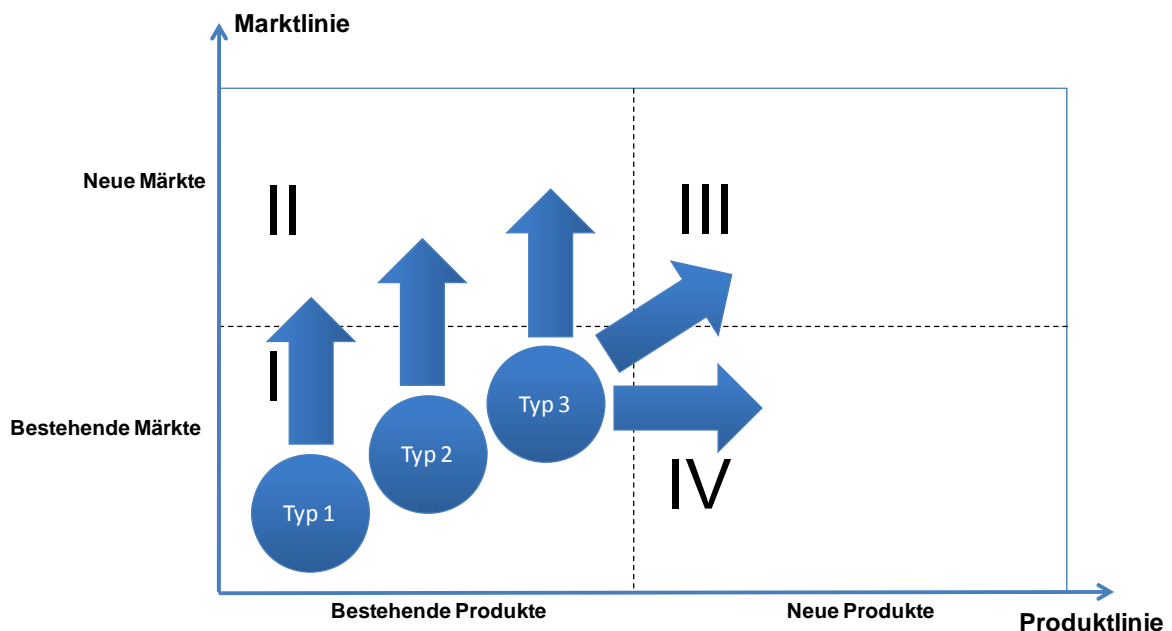 Marktlinie
Neue Märkte
II
III
I
Bestehende Märkte
Typ 3
Typ 2
IV
Typ 1
Bestehende Produkte
Neue Produkte
Produktlinie